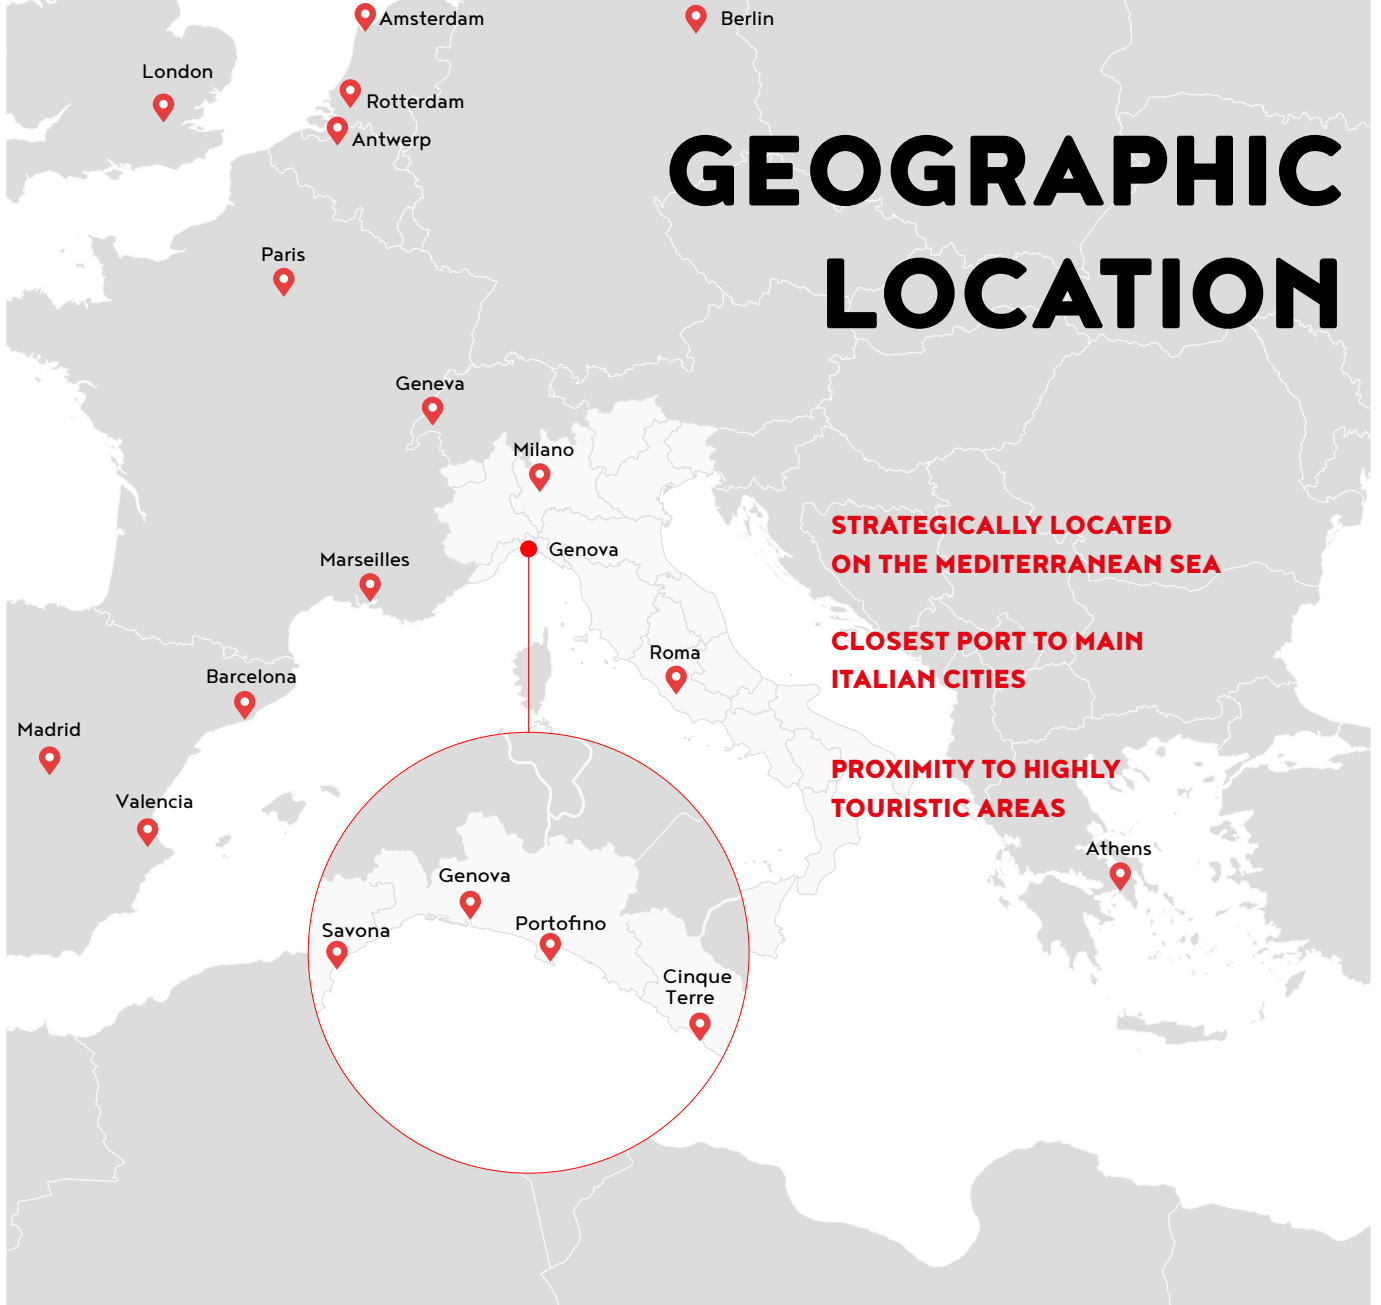 Amsterdam
Berlin
London
Rotterdam
Antwerp
GEOGRAPHIC
LOCATION
Paris
Geneva
Milano
STRATEGICALLY LOCATED
ON THE MEDITERRANEAN SEA
Genova
Marseilles
CLOSEST PORT TO MAIN
ITALIAN CITIES
Roma
Barcelona
Madrid
PROXIMITY TO HIGHLY
TOURISTIC AREAS
Valencia
Athens
Genova
Portofino
Savona
Cinque
Terre